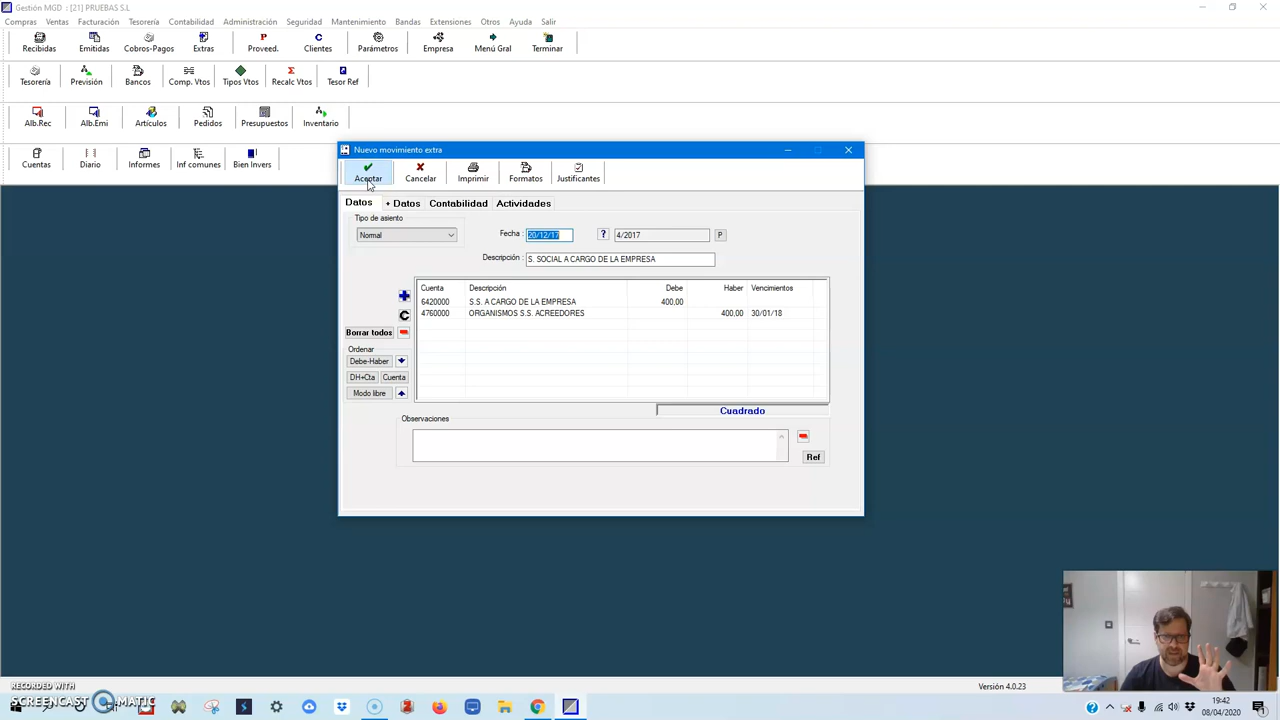 Gestión MGD : [21] PRUEBAS S.L
Compras Ventas Facturación Tesorería Contabilidad Administración Seguridad Mantenimiento Bandas Extensiones Otros Ayuda Salir
Recibidas Emitidas Cobros-Pagos Extras Proveed. Clientes Parámetros Empresa Menú Gral Terminar
Tesorería Previsión Bancos Comp. Vtos Tipos Vtos Recalc Vtos Tesor Ref
Alb.Rec Alb.Emi Artículos Pedidos Presupuestos Inventario
Cuentas Diario Informes Inf comunes Bien Invers
Nuevo movimiento extra
Aceptar Cancelar Imprimir Formatos Justificantes
Datos + Datos Contabilidad Actividades
Tipo de asiento
Normal Fecha : 20/12/17 ? 4/2017 P
Descripción : S. SOCIAL A CARGO DE LA EMPRESA
Cuenta Descripción Debe Haber Vencimientos
6420000 S.S. A CARGO DE LA EMPRESA 400,00
4760000 ORGANISMOS S.S. ACREEDORES 400,00 30/01/18
Borrar todos
Ordenar
Debe-Haber
DH+Cta Cuenta
Modo libre
Cuadrado
Observaciones
Ref
RECORDED WITH
SCREENCAST MATIC
Versión 4.0.23
19:42
08/04/2020